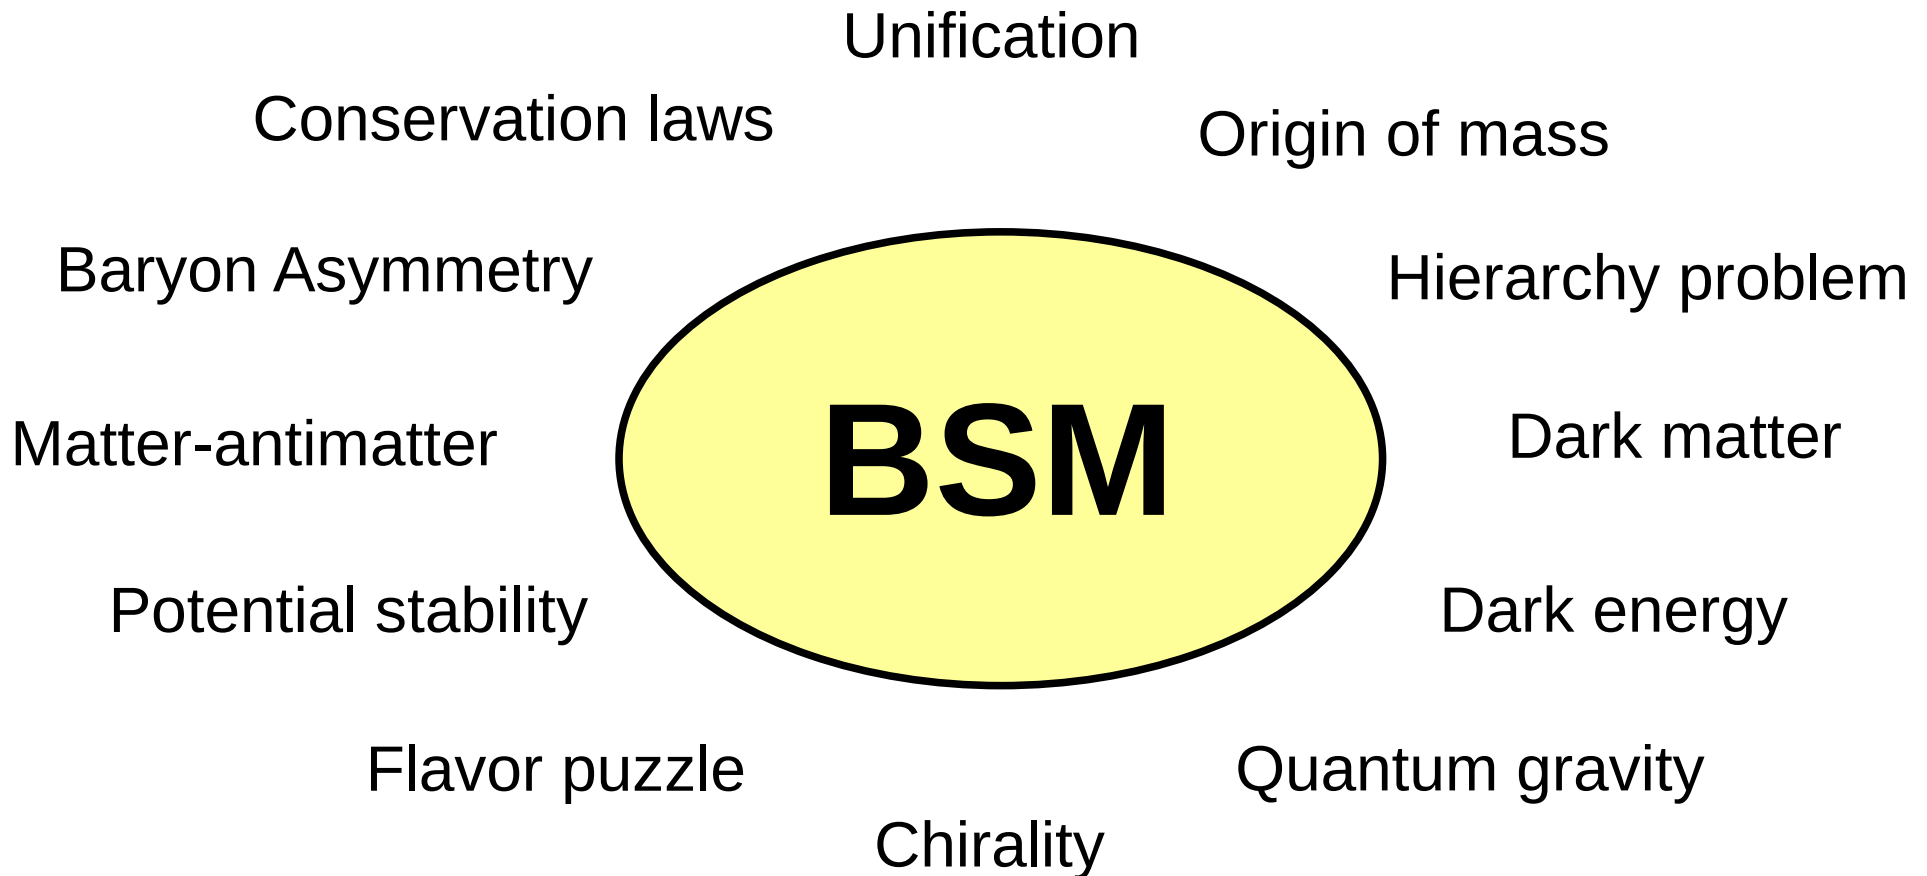 Unification
Conservation laws
Origin of mass
Baryon Asymmetry
Hierarchy problem
BSM
Matter-antimatter
Dark matter
Potential stability
Dark energy
Flavor puzzle
Quantum gravity
Chirality